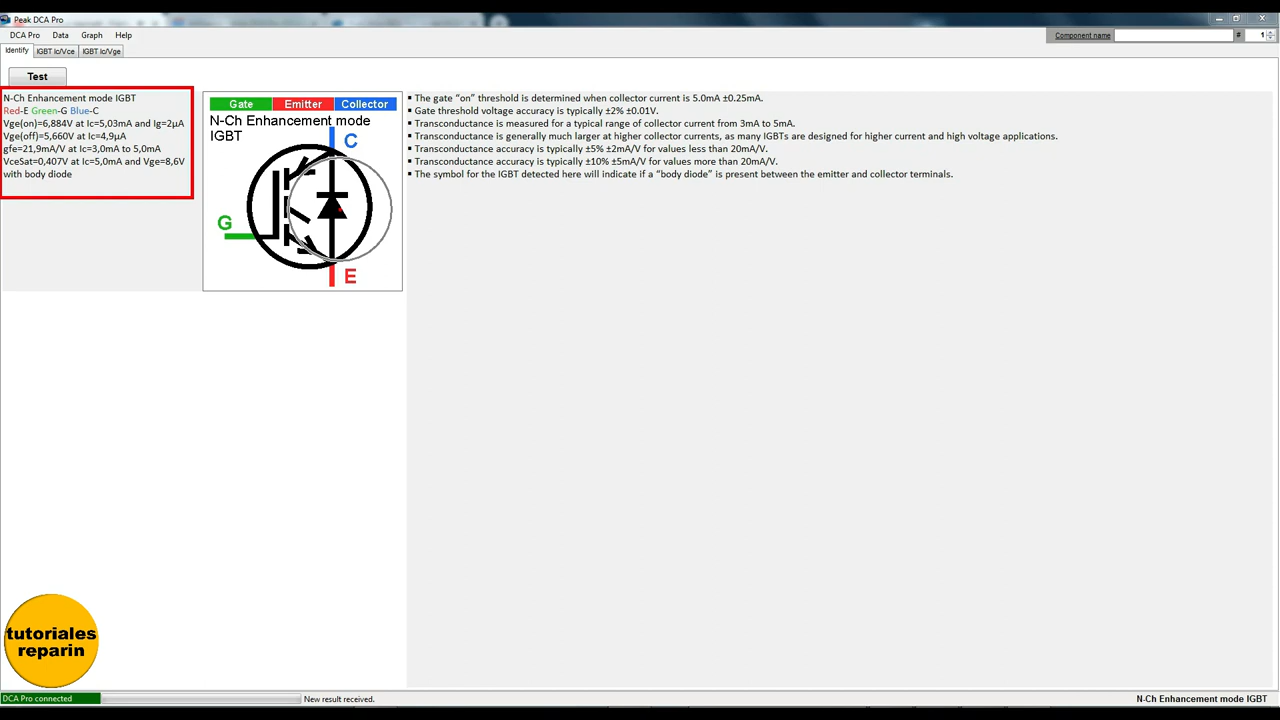 Peak DCA Pro
DCA Pro Data Graph Help
Component name # 1
Identify IGBT Ic/Vce IGBT Ic/Vge
Test
N-Ch Enhancement mode IGBT
Red-E Green-G Blue-C
Vge(on)=6,884V at Ic=5,03mA and Ig=2µA
Vge(off)=5,660V at Ic=4,9µA
gfe=21,9mA/V at Ic=3,0mA to 5,0mA
VceSat=0,407V at Ic=5,0mA and Vge=8,6V
with body diode
Gate Emitter Collector
N-Ch Enhancement mode
IGBT
C
G
E
▪ The gate “on” threshold is determined when collector current is 5.0mA ±0.25mA.
▪ Gate threshold voltage accuracy is typically ±2% ±0.01V.
▪ Transconductance is measured for a typical range of collector current from 3mA to 5mA.
▪ Transconductance is generally much larger at higher collector currents, as many IGBTs are designed for higher current and high voltage applications.
▪ Transconductance accuracy is typically ±5% ±2mA/V for values less than 20mA/V.
▪ Transconductance accuracy is typically ±10% ±5mA/V for values more than 20mA/V.
▪ The symbol for the IGBT detected here will indicate if a “body diode” is present between the emitter and collector terminals.
tutoriales
reparin
DCA Pro connected New result received. N-Ch Enhancement mode IGBT